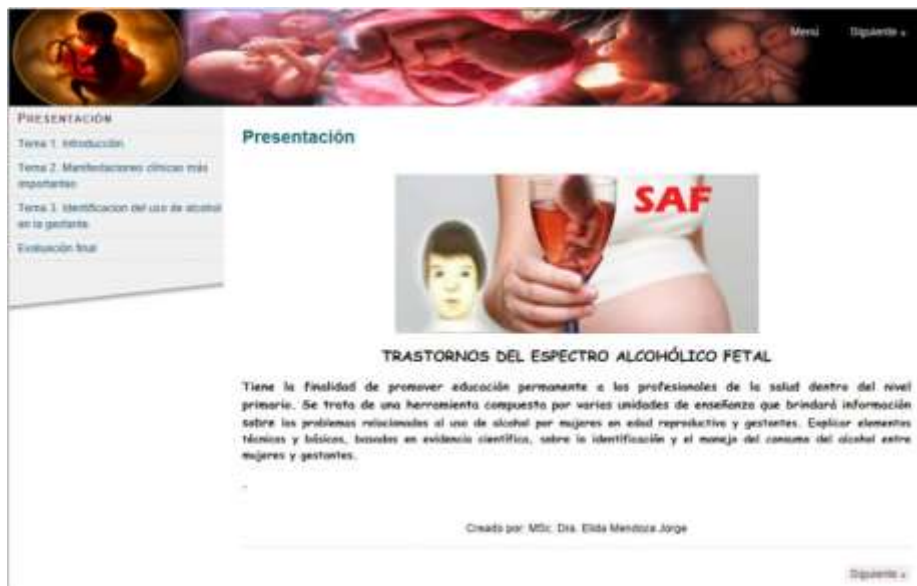 Menú
Siguiente »
PRESENTACIÓN
Tema 1. Introducción.
Tema 2. Manifestaciones clínicas más
importantes
Tema 3. Identificacion del uso de alcohol
en la gestante.
Evaluación final
Presentación
SAF
TRASTORNOS DEL ESPECTRO ALCOHÓLICO FETAL
Tiene la finalidad de promover educación permanente a los profesionales de la salud dentro del nivel
primario. Se trata de una herramienta compuesta por varias unidades de enseñanza que brindará información
sobre los problemas relacionados al uso de alcohol por mujeres en edad reproductiva y gestantes. Explicar elementos
técnicos y básicos, basados en evidencia científica, sobre la identificación y el manejo del consumo del alcohol entre
mujeres y gestantes.
.
Creado por: MSc. Dra. Elida Mendoza Jorge
Siguiente »